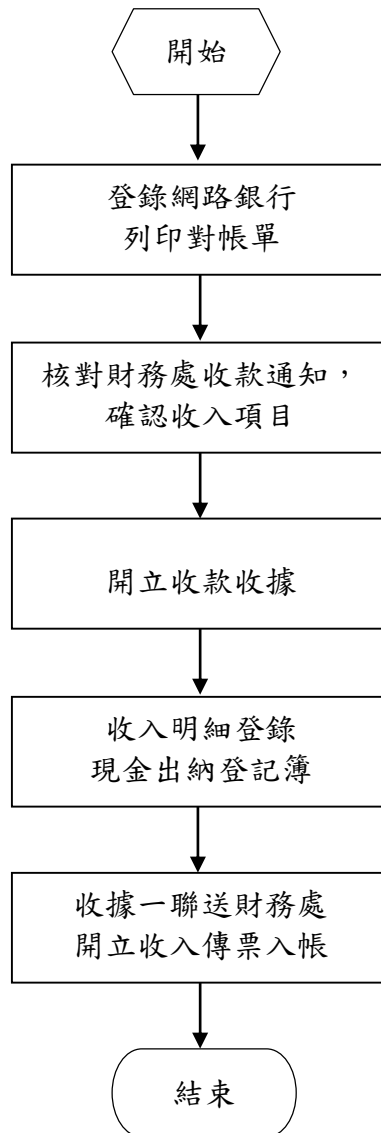 開始
登錄網路銀行
列印對帳單
核對財務處收款通知，
確認收入項目
開立收款收據
收入明細登錄
現金出納登記簿
收據一聯送財務處
開立收入傳票入帳
結束